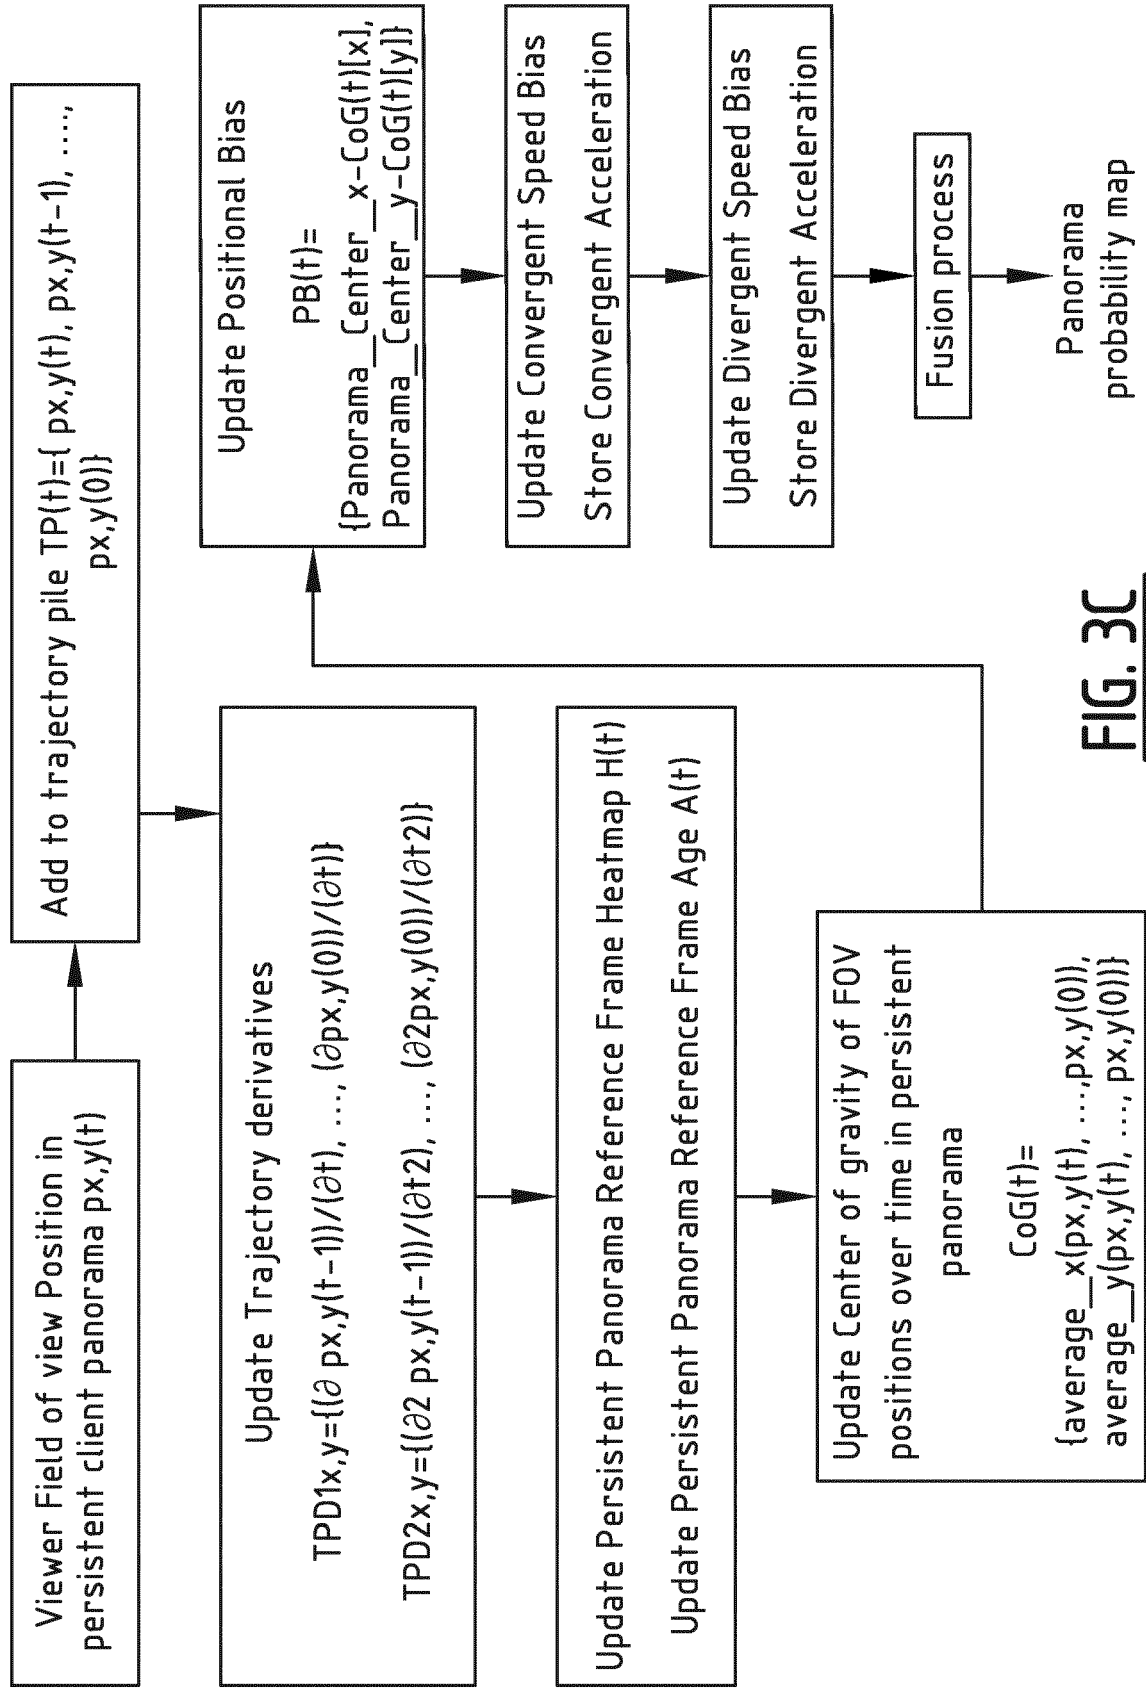 Viewer Field of view Position in
persistent client panorama px,y(t)
Add to trajectory pile TP(t)={ px,y(t), px,y(t-1), ....,
px,y(0)}
Update Trajectory derivatives
TPD1x,y={(∂ px,y(t-1))/(∂t), ..., (∂px,y(0))/(∂t)}
TPD2x,y={(∂2 px,y(t-1))/(∂t2), ..., (∂2px,y(0))/(∂t2)}
Update Persistent Panorama Reference Frame Heatmap H(t)
Update Persistent Panorama Reference Frame Age A(t)
Update Center of gravity of FOV
positions over time in persistent
panorama
CoG(t)=
{average__x(px,y(t), ...,px,y(0)),
average__y(px,y(t), ..., px,y(0))}
Update Positional Bias
PB(t)=
{Panorama__Center__x-CoG(t)[x],
Panorama__Center__y-CoG(t)[y]}
Update Convergent Speed Bias
Store Convergent Acceleration
Update Divergent Speed Bias
Store Divergent Acceleration
Fusion process
Panorama
probability map
FIG. 3C